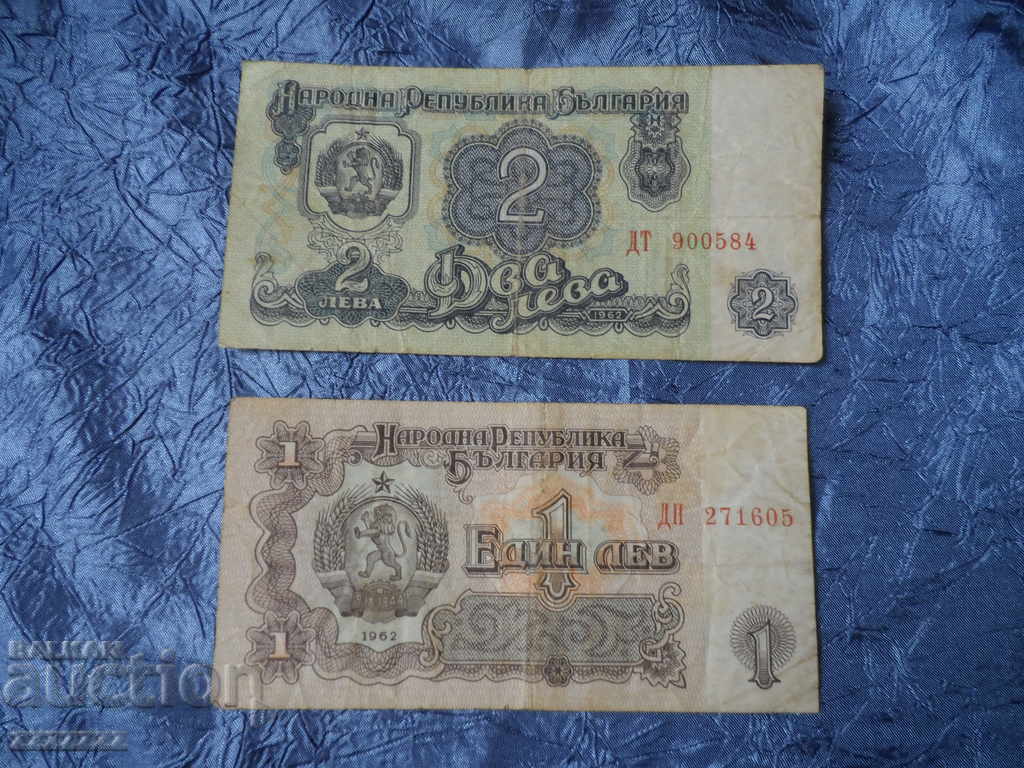 НАРОДНА РЕПУБЛИКА БЪЛГАРИЯ
2
ДТ 900584
2
ЛЕВА
Два
лева
1962
2
1
НАРОДНА РЕПУБЛИКА
БЪЛГАРИЯ
1
ДП 271605
ЕДИН ЛЕВ
1
1962
1
BALKAN
auction